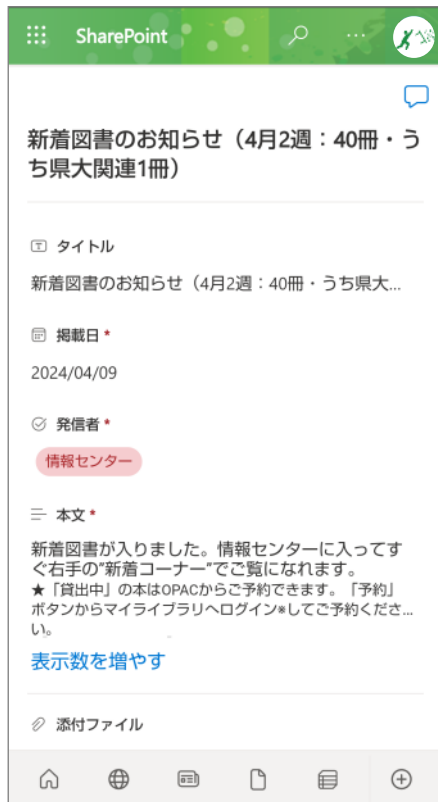 SharePoint
新着図書のお知らせ（4月2週：40冊・う
ち県大関連1冊）
タイトル
新着図書のお知らせ（4月2週：40冊・うち県大...
掲載日 *
2024/04/09
発信者 *
情報センター
本文 *
新着図書が入りました。情報センターに入ってす
ぐ右手の”新着コーナー”でご覧になれます。
★「貸出中」の本はOPACからご予約できます。「予約」
ボタンからマイライブラリへログイン※してご予約くださ...
い。
表示数を増やす
添付ファイル